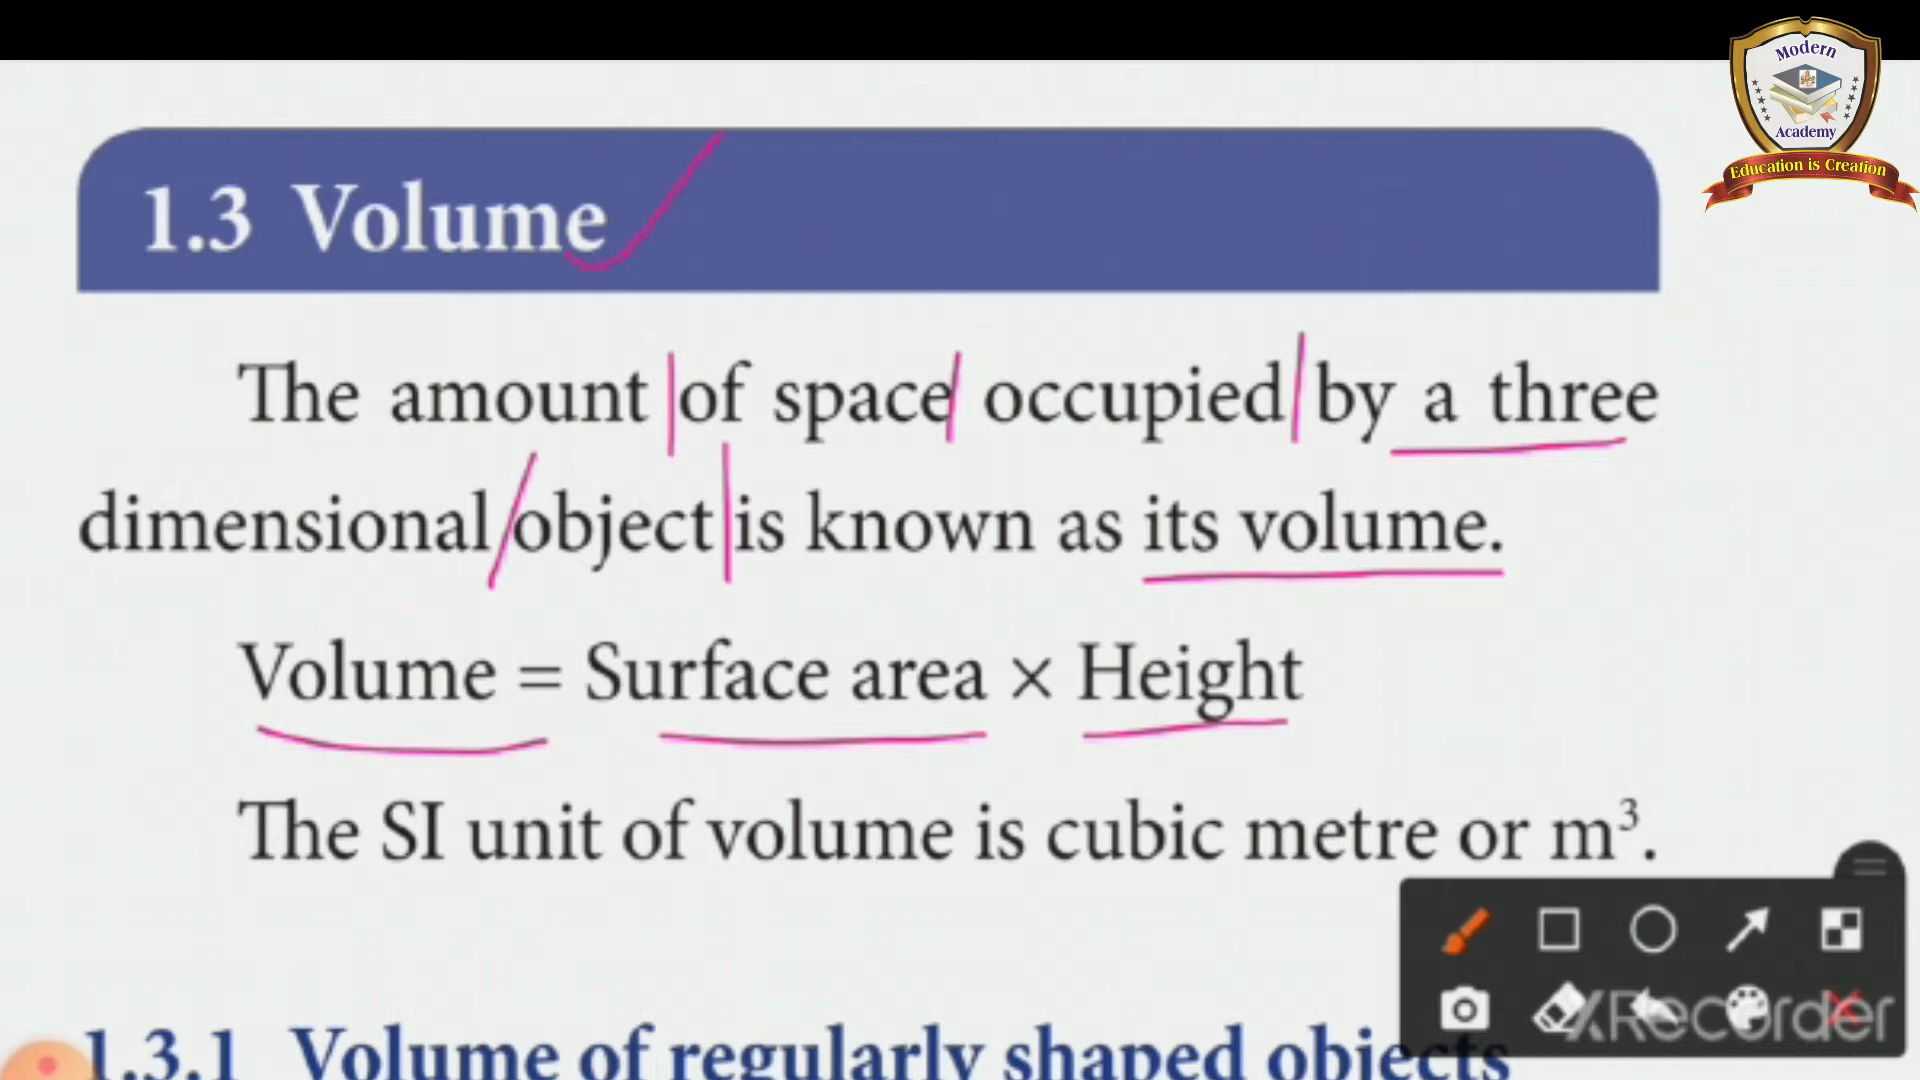 Modern
Academy
Education is Creation
1.3 Volume
The amount of space occupied by a three
dimensional object is known as its volume.
Volume = Surface area × Height
The SI unit of volume is cubic metre or m³.
XRecorder
1.3.1 Volume of regularly shaped objects